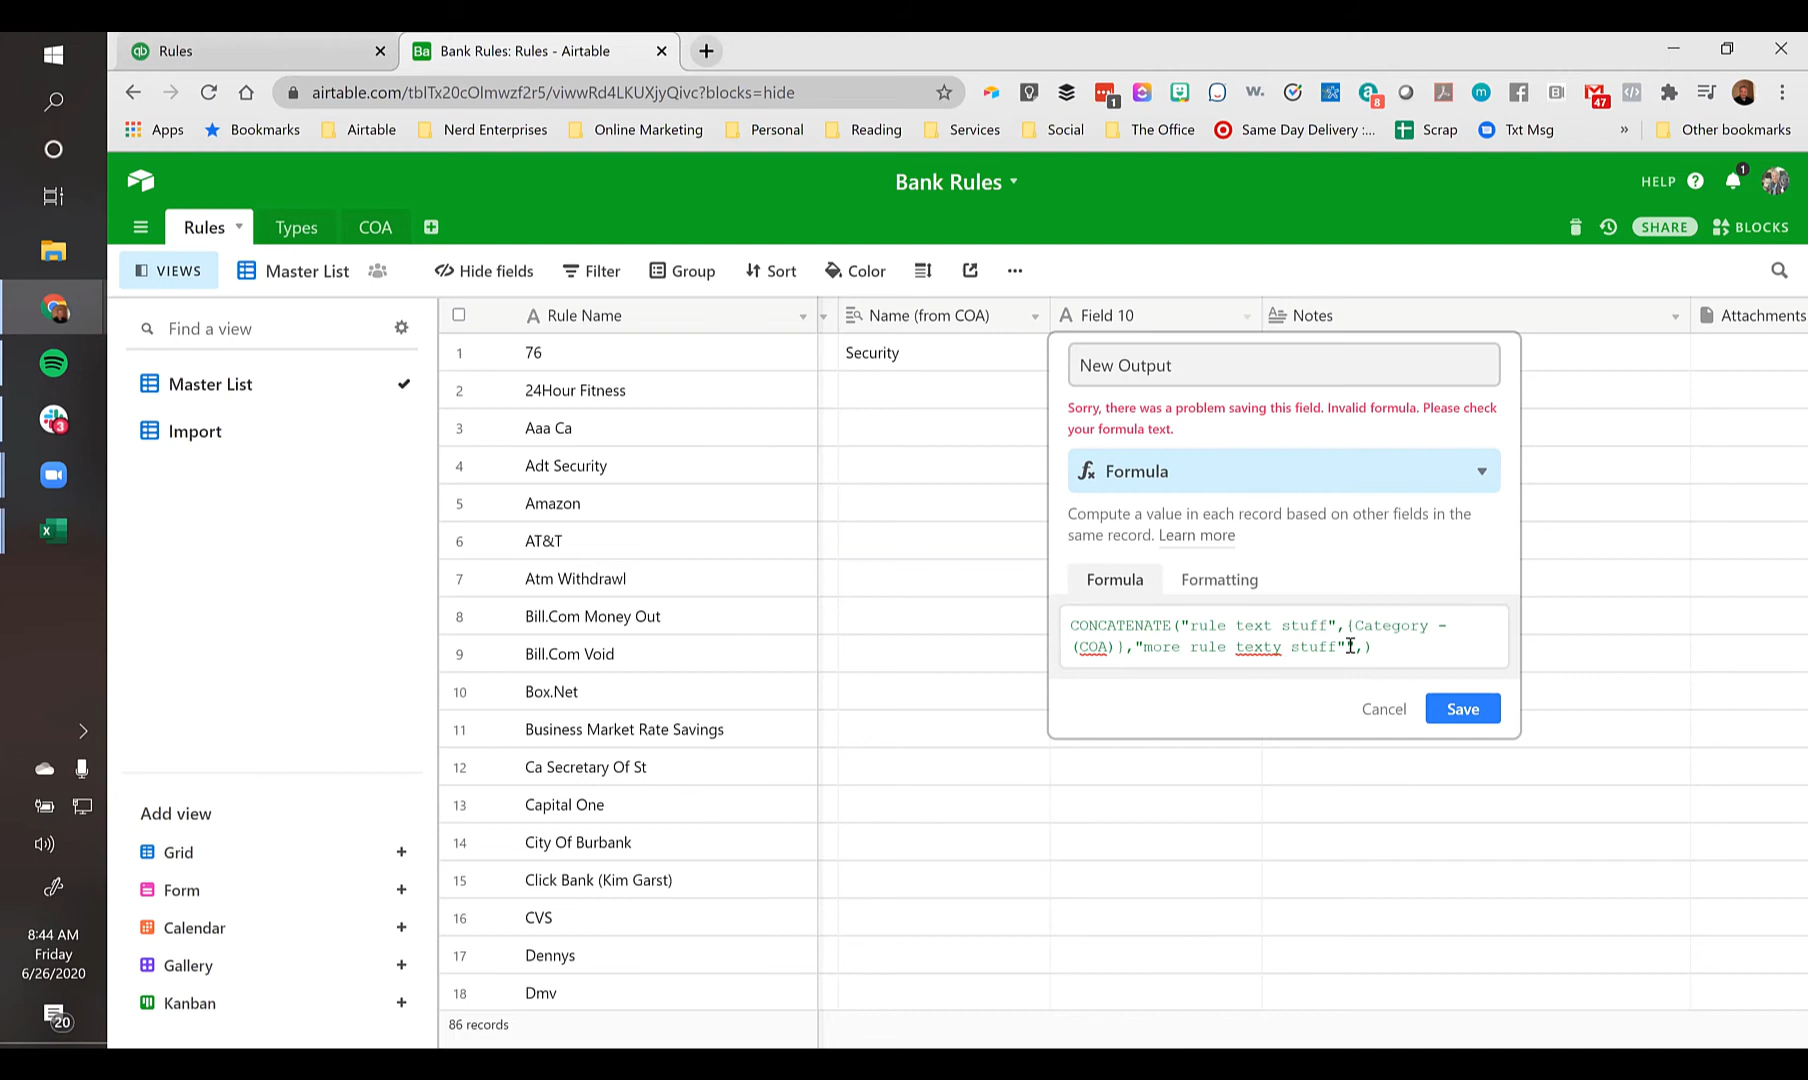 Rules
Bank Rules: Rules - Airtable
airtable.com/tblTx20cOlmwzf2r5/viwwRd4LKUXjyQivc?blocks=hide
Apps
Bookmarks
Airtable
Nerd Enterprises
Online Marketing
Personal
Reading
Services
Social
The Office
Same Day Delivery :...
Scrap
Txt Msg
»
Other bookmarks
Bank Rules
HELP
1
Rules
Types
COA
SHARE
BLOCKS
VIEWS
Master List
Hide fields
Filter
Group
Sort
Color
Find a view
Master List
Import
Add view
Grid
Form
Calendar
Gallery
Kanban
Rule Name
Name (from COA)
Field 10
Notes
Attachments
1 76 Security
2 24Hour Fitness
3 Aaa Ca
4 Adt Security
5 Amazon
6 AT&T
7 Atm Withdrawl
8 Bill.Com Money Out
9 Bill.Com Void
10 Box.Net
11 Business Market Rate Savings
12 Ca Secretary Of St
13 Capital One
14 City Of Burbank
15 Click Bank (Kim Garst)
16 CVS
17 Dennys
18 Dmv
86 records
New Output
Sorry, there was a problem saving this field. Invalid formula. Please check
your formula text.
Formula
Compute a value in each record based on other fields in the
same record. Learn more
Formula
Formatting
CONCATENATE("rule text stuff",{Category -
(COA)},"more rule texty stuff",)
Cancel
Save
8:44 AM
Friday
6/26/2020
20